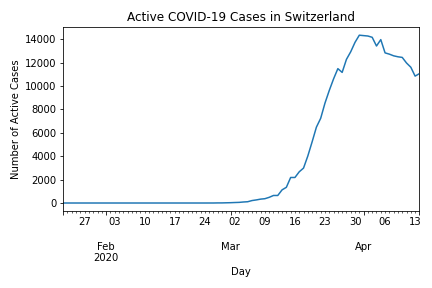 Active COVID-19 Cases in Switzerland
Number of Active Cases
14000
12000
10000
8000
6000
4000
2000
0
27 03 10 17 24 02 09 16 23 30 06 13
Feb Mar Apr
2020
Day